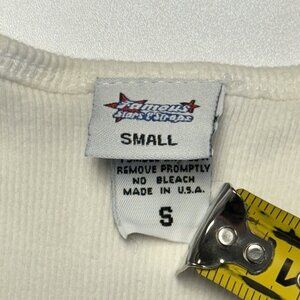 Famous
Stars & Straps
SMALL
REMOVE PROMPTLY
NO BLEACH
MADE IN U.S.A.
S